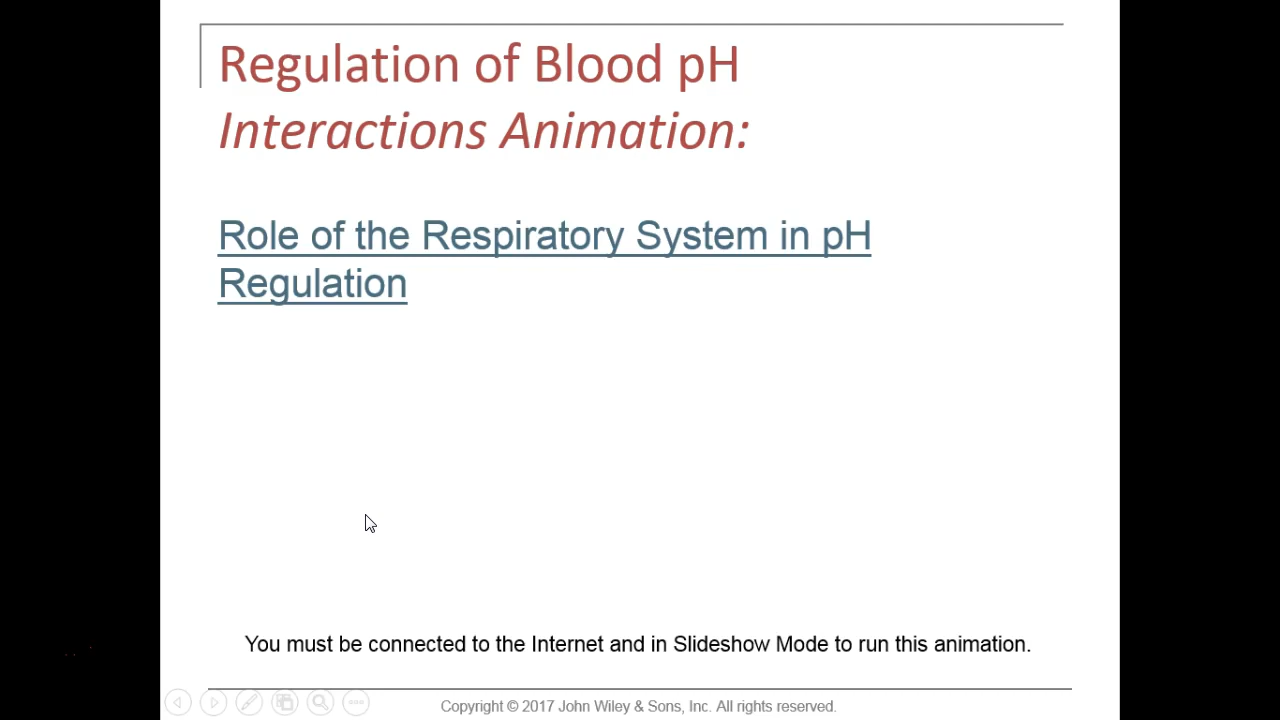 Regulation of Blood pH
Interactions Animation:
Role of the Respiratory System in pH
Regulation
You must be connected to the Internet and in Slideshow Mode to run this animation.
Copyright © 2017 John Wiley & Sons, Inc. All rights reserved.